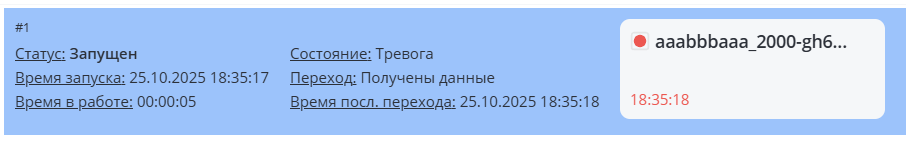 #1
Статус: Запущен
Время запуска: 25.10.2025 18:35:17
Время в работе: 00:00:05
Состояние: Тревога
Переход: Получены данные
Время посл. перехода: 25.10.2025 18:35:18
aaabbbaaa_2000-gh6...
18:35:18